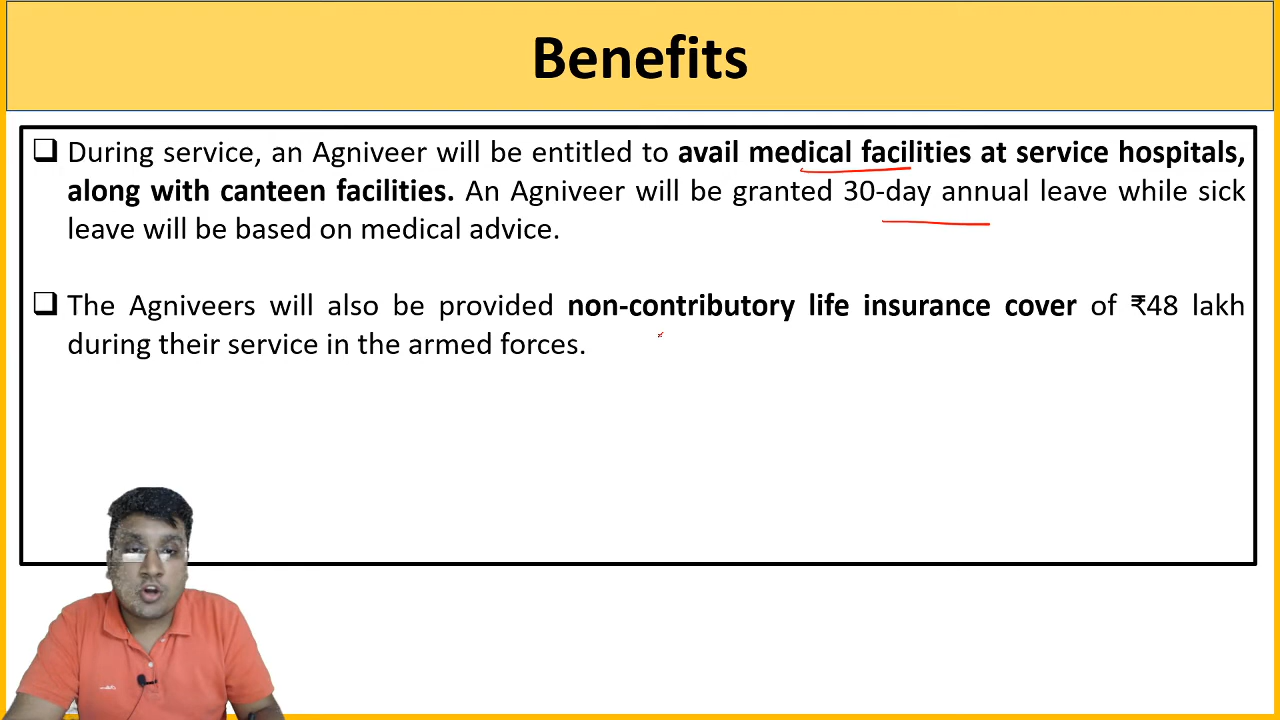 Benefits
❑ During service, an Agniveer will be entitled to avail medical facilities at service hospitals,
along with canteen facilities. An Agniveer will be granted 30-day annual leave while sick
leave will be based on medical advice.
❑ The Agniveers will also be provided non-contributory life insurance cover of ₹48 lakh
during their service in the armed forces.